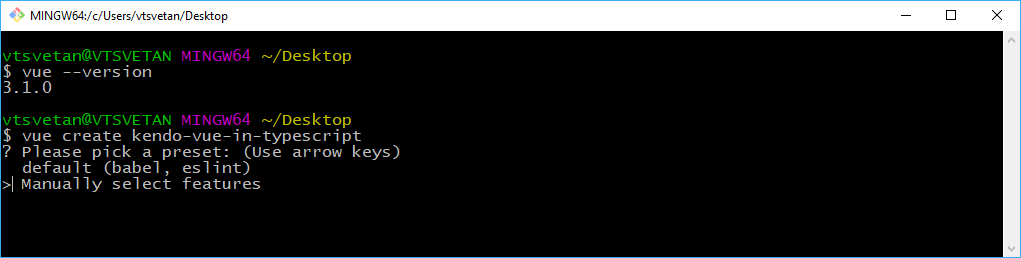 MINGW64:/c/Users/vtsvetan/Desktop
vtsvetan@VTSVETAN MINGW64 ~/Desktop
$ vue --version
3.1.0
vtsvetan@VTSVETAN MINGW64 ~/Desktop
$ vue create kendo-vue-in-typescript
? Please pick a preset: (Use arrow keys)
default (babel, eslint)
> Manually select features